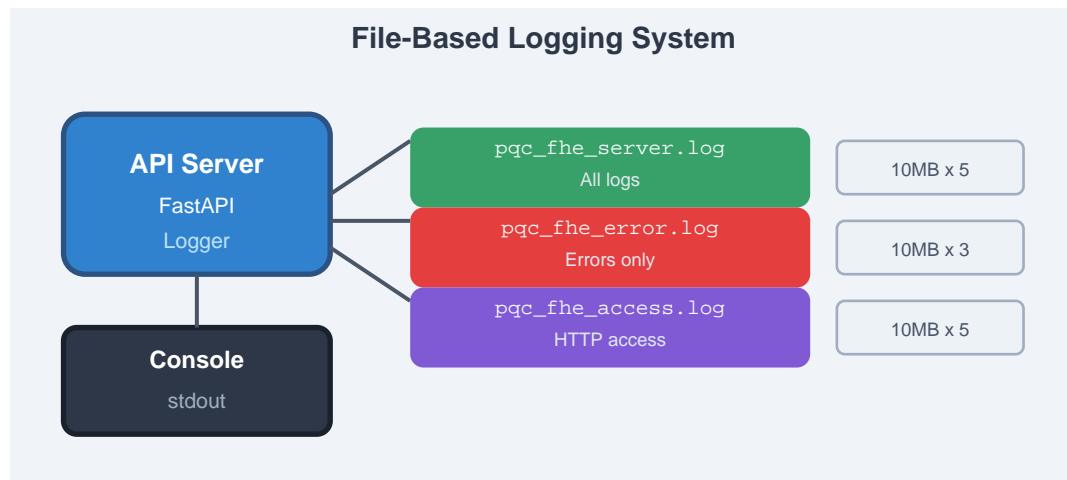 File-Based Logging System
API Server
FastAPI
Logger
Console
stdout
pqc_fhe_server.log
All logs
10MB x 5
pqc_fhe_error.log
Errors only
10MB x 3
pqc_fhe_access.log
HTTP access
10MB x 5